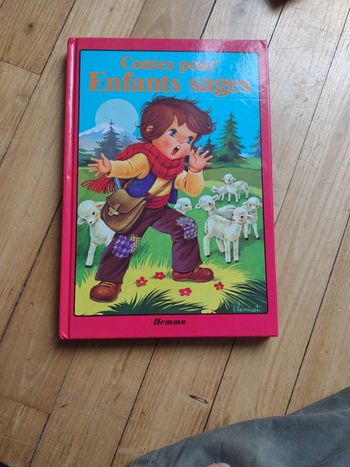 Contes pour
Enfants sages
Hemma